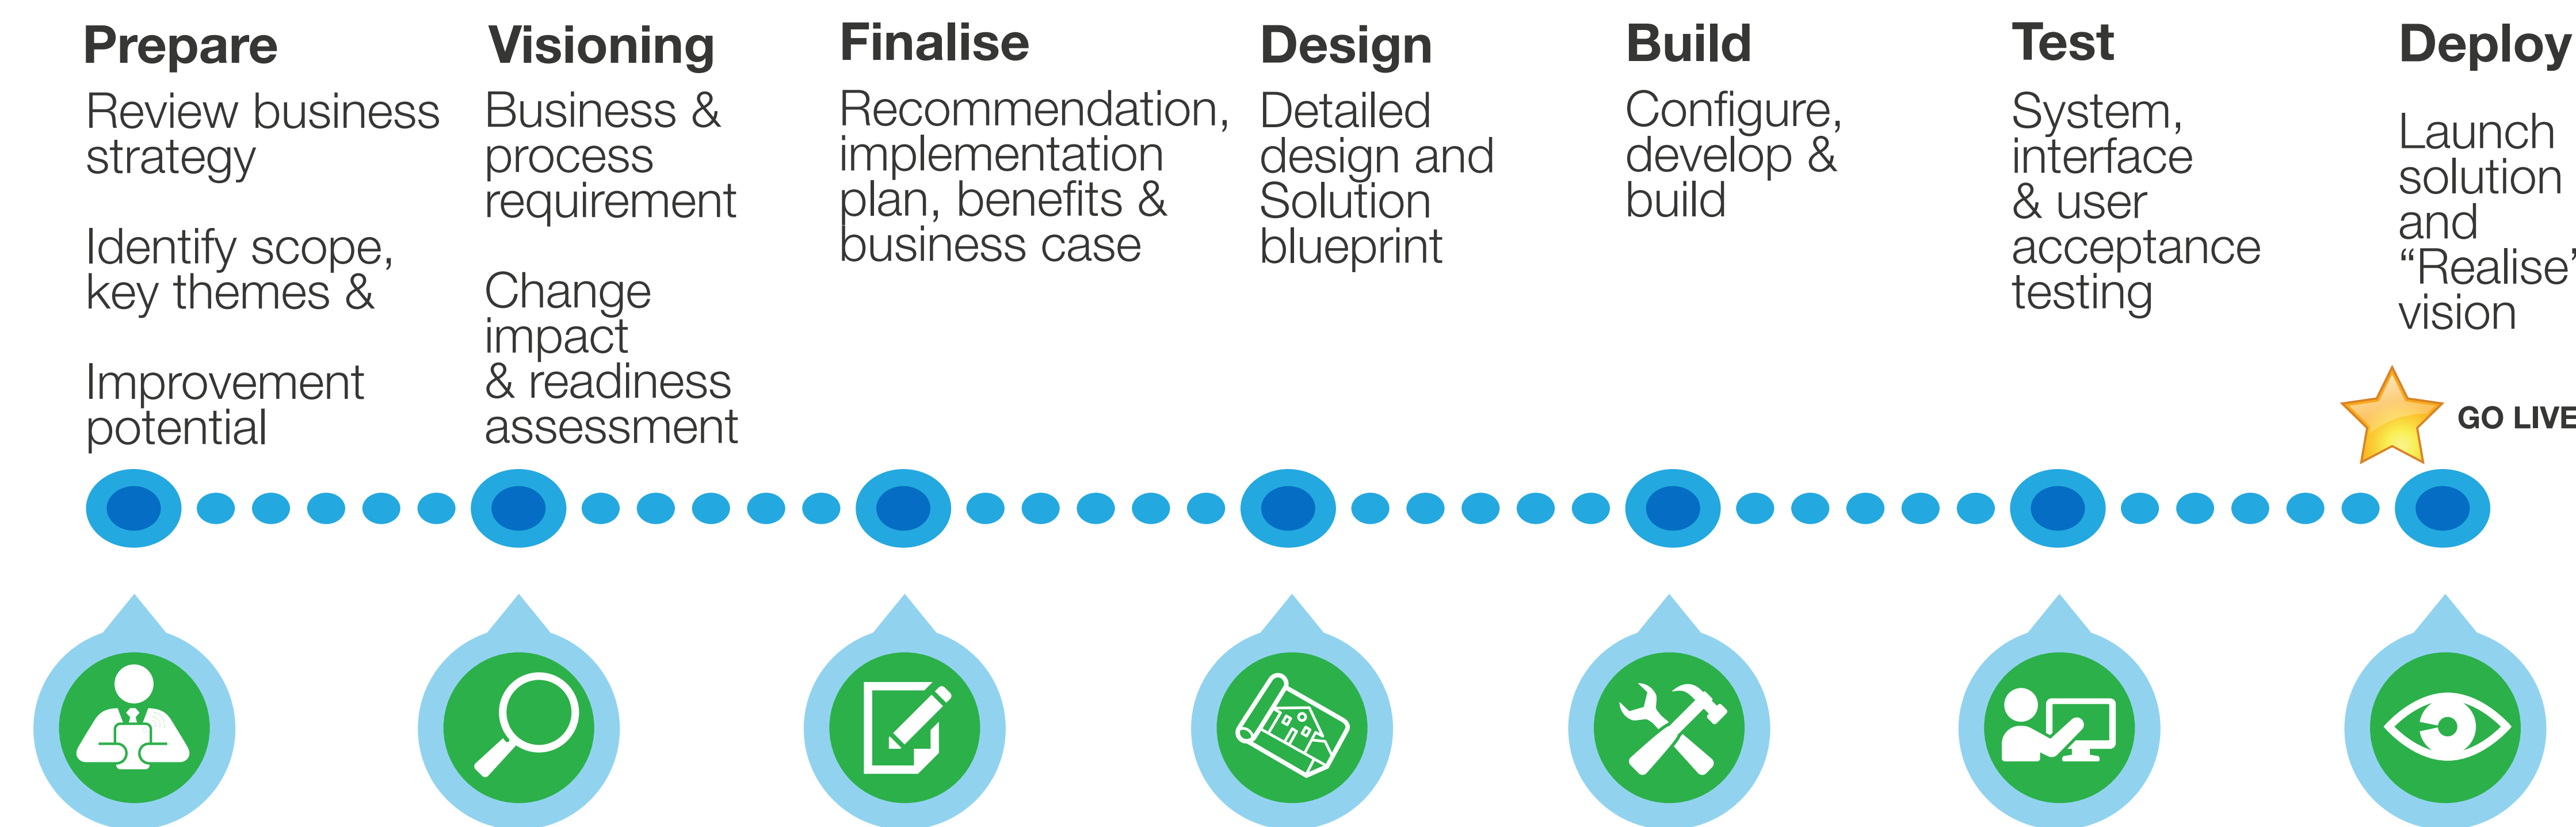 Prepare
Review business
strategy
Identify scope,
key themes &
Improvement
potential
Visioning
Business &
process
requirement
Change
impact
& readiness
assessment
Finalise
Recommendation,
implementation
plan, benefits &
business case
Design
Detailed
design and
Solution
blueprint
Build
Configure,
develop &
build
Test
System,
interface
& user
acceptance
testing
Deploy
Launch
solution
and
“Realise”
vision
GO LIVE